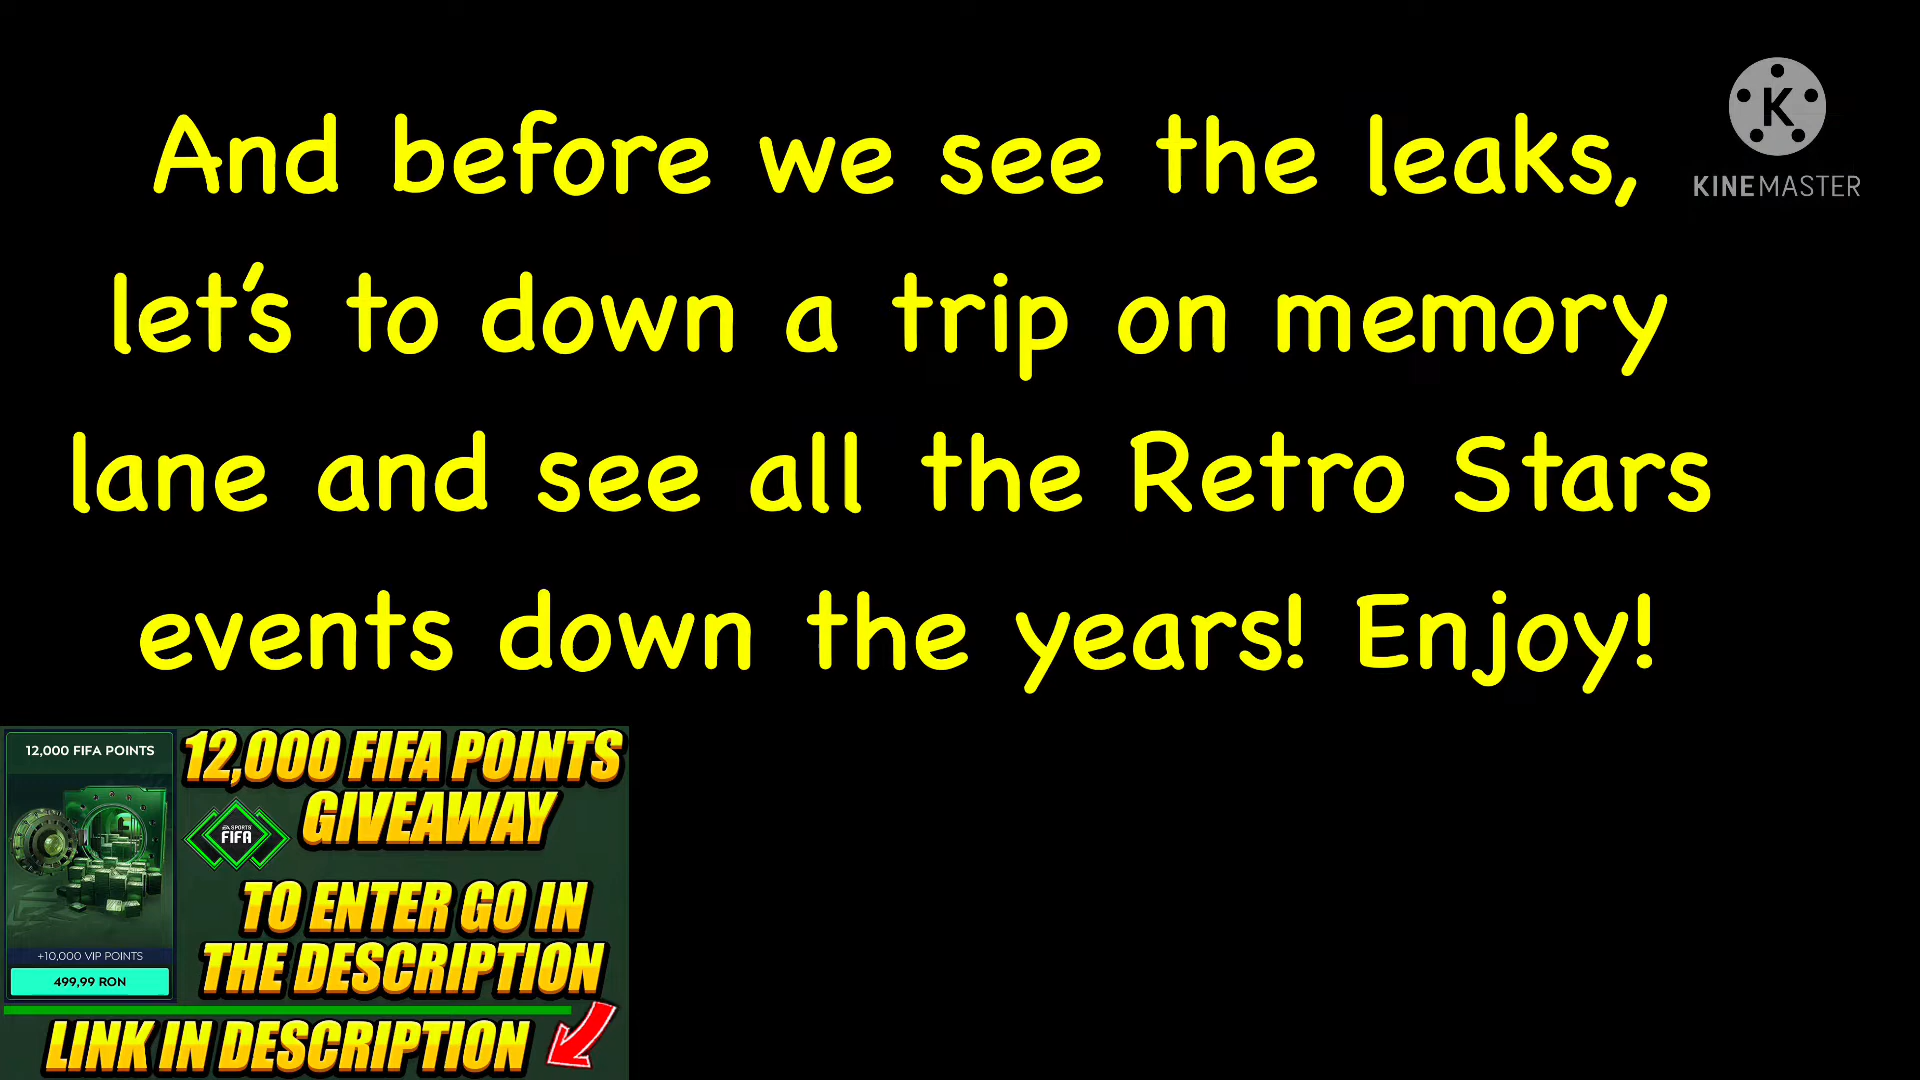 And before we see the leaks,
let's to down a trip on memory
lane and see all the Retro Stars
events down the years! Enjoy!
K
KINEMASTER
12,000 FIFA POINTS
+10,000 VIP POINTS
499,99 RON
12,000 FIFA POINTS
GIVEAWAY
EA SPORTS
FIFA
TO ENTER GO IN
THE DESCRIPTION
LINK IN DESCRIPTION